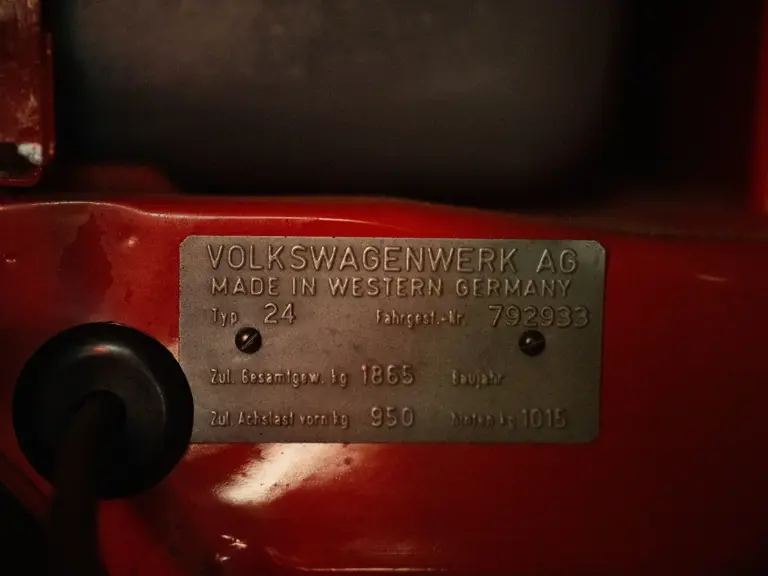 VOLKSWAGENWERK AG
MADE IN WESTERN GERMANY
Typ 24 Fahrgest.-Nr. 792933
Zul. Gesamtgew. kg 1865 Baujahr
Zul. Achslast vorn kg 950 hinten kg 1015